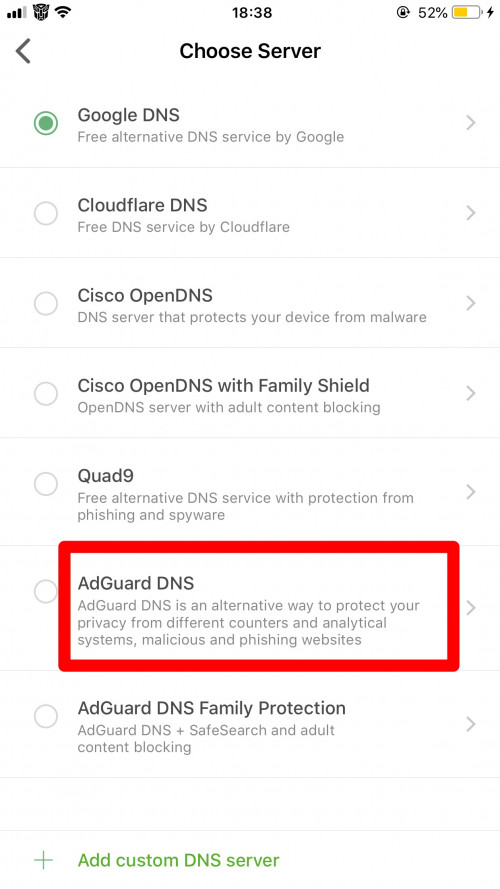 18:38
52%
Choose Server
Google DNS
Free alternative DNS service by Google
Cloudflare DNS
Free DNS service by Cloudflare
Cisco OpenDNS
DNS server that protects your device from malware
Cisco OpenDNS with Family Shield
OpenDNS server with adult content blocking
Quad9
Free alternative DNS service with protection from
phishing and spyware
AdGuard DNS
AdGuard DNS is an alternative way to protect your
privacy from different counters and analytical
systems, malicious and phishing websites
AdGuard DNS Family Protection
AdGuard DNS + SafeSearch and adult
content blocking
Add custom DNS server